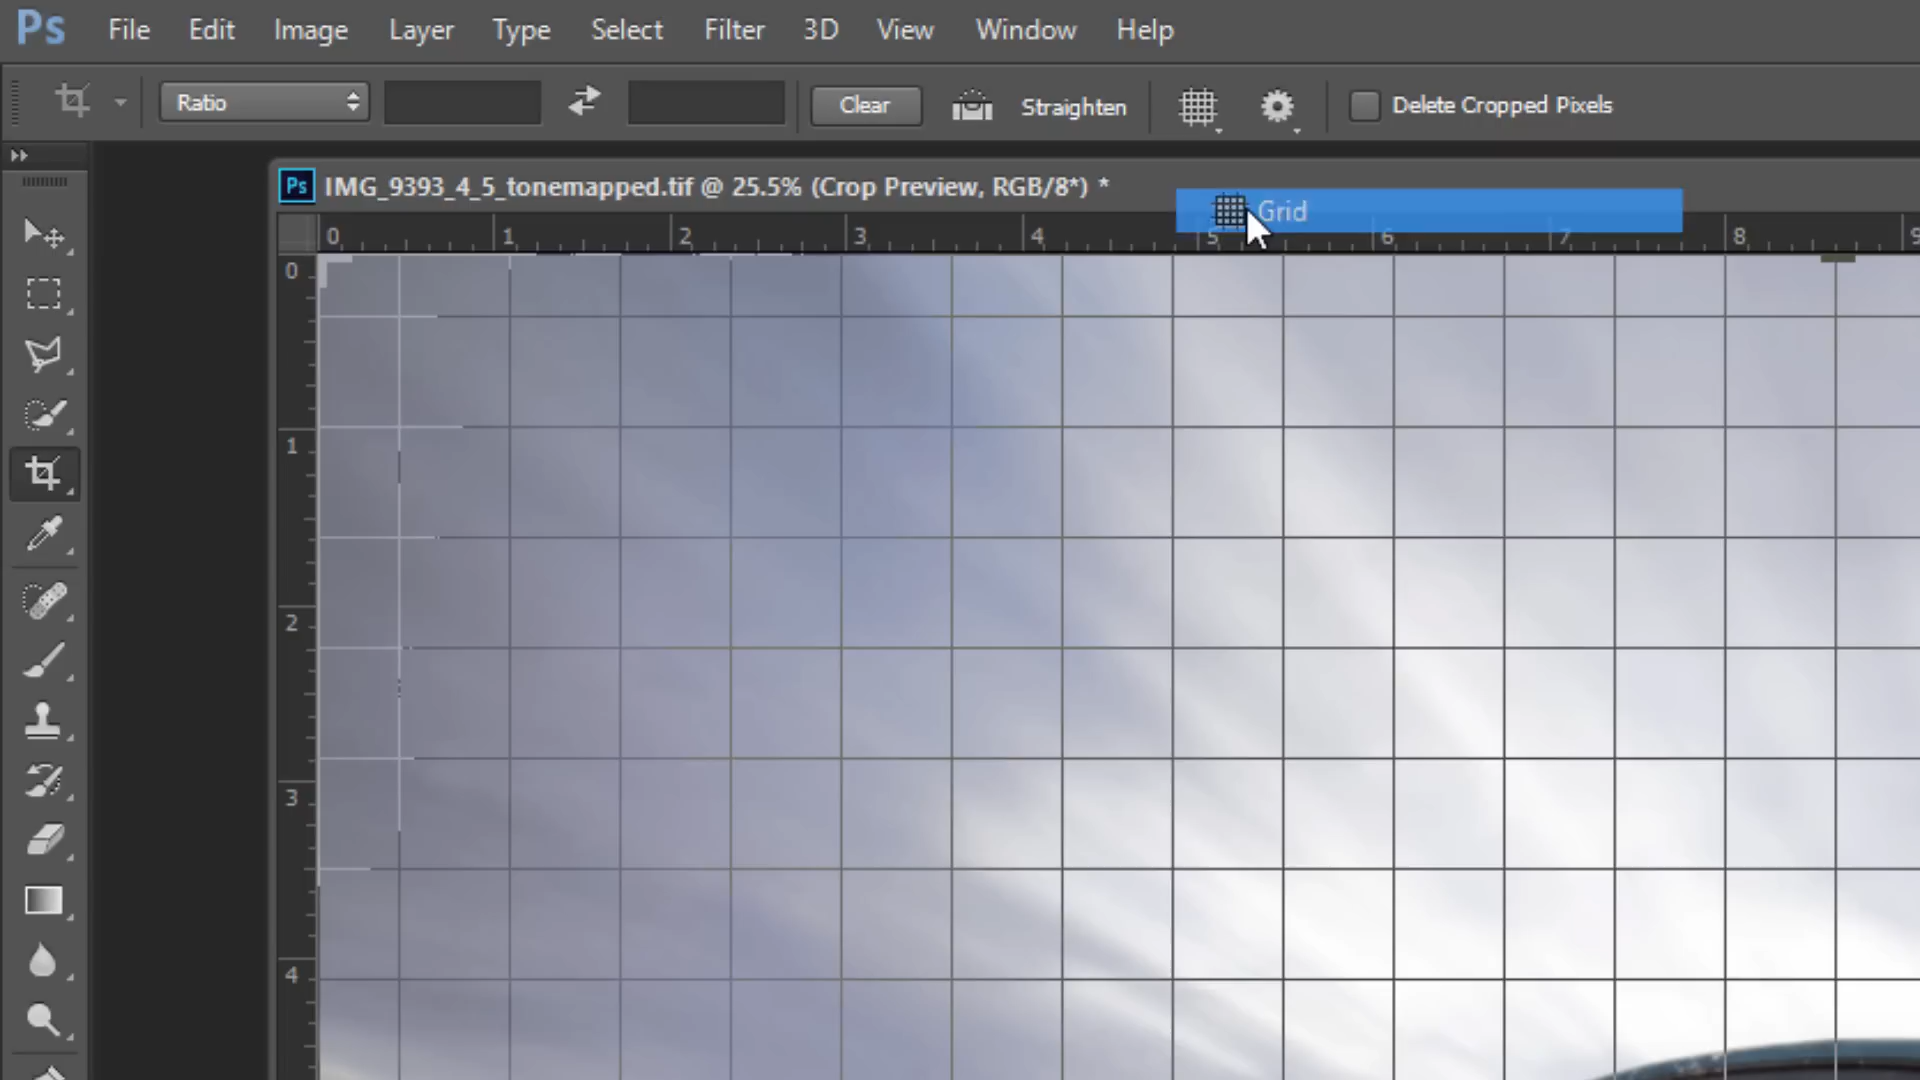 Ps File Edit Image Layer Type Select Filter 3D View Window Help
Ratio Clear Straighten Delete Cropped Pixels
Ps IMG_9393_4_5_tonemapped.tif @ 25.5% (Crop Preview, RGB/8*) *
Grid
0 1 2 3 4 5 6 7 8 9
0
1
2
3
4